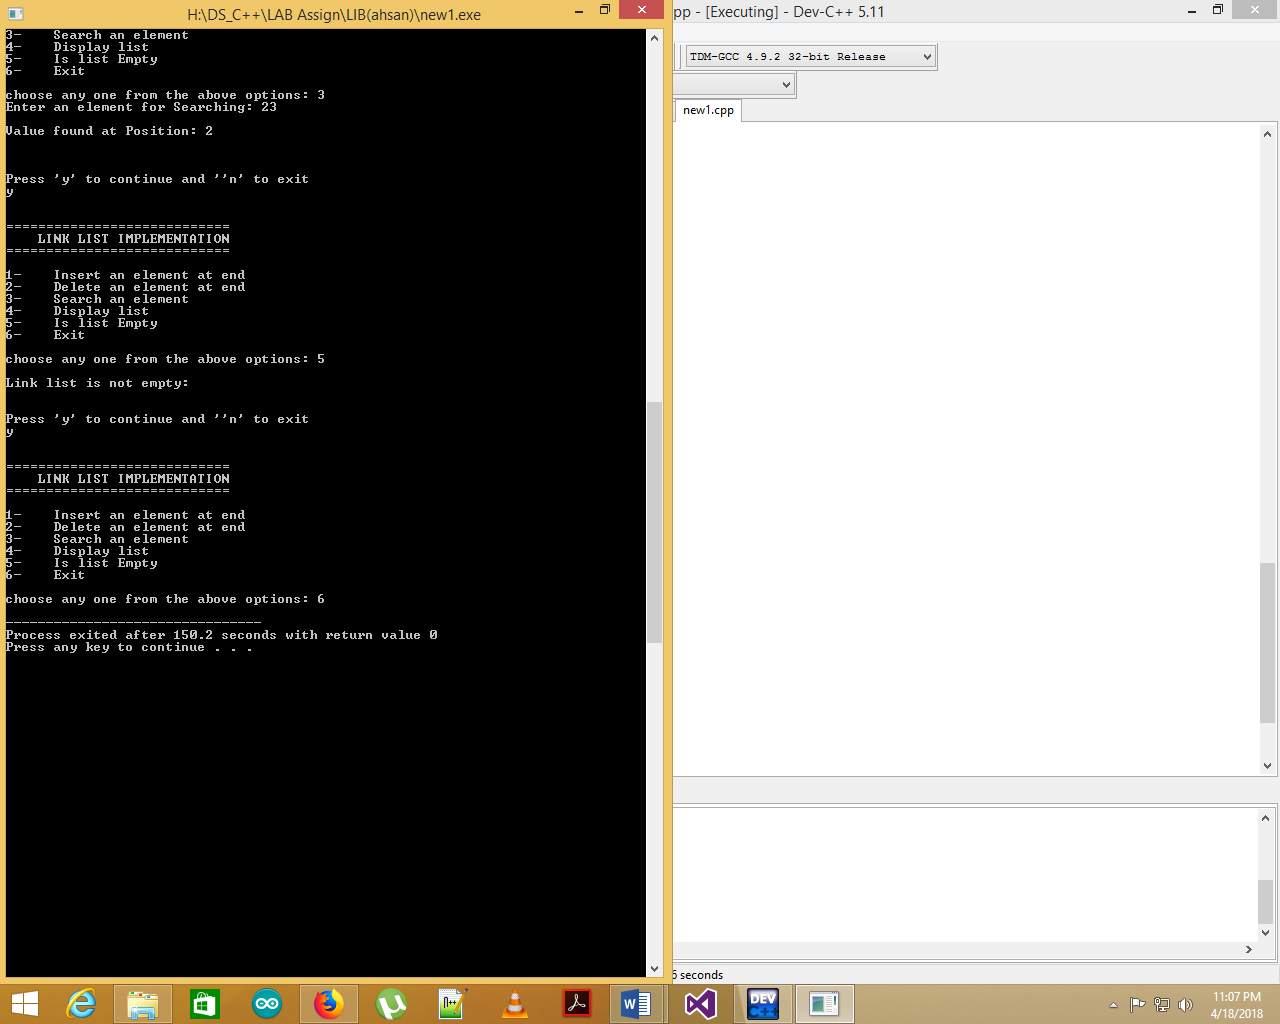 H:\DS_C++\LAB Assign\LIB(ahsan)\new1.exe
3-    Search an element
4-    Display list
5-    Is list Empty
6-    Exit
choose any one from the above options: 3
Enter an element for Searching: 23
Value found at Position: 2
Press 'y' to continue and ''n' to exit
y
============================
    LINK LIST IMPLEMENTATION
============================
1-    Insert an element at end
2-    Delete an element at end
3-    Search an element
4-    Display list
5-    Is list Empty
6-    Exit
choose any one from the above options: 5
Link list is not empty:
Press 'y' to continue and ''n' to exit
y
============================
    LINK LIST IMPLEMENTATION
============================
1-    Insert an element at end
2-    Delete an element at end
3-    Search an element
4-    Display list
5-    Is list Empty
6-    Exit
choose any one from the above options: 6
--------------------------------
Process exited after 150.2 seconds with return value 0
Press any key to continue . . .
pp - [Executing] - Dev-C++ 5.11
TDM-GCC 4.9.2 32-bit Release
new1.cpp
seconds
DEV
C++
11:07 PM
4/18/2018